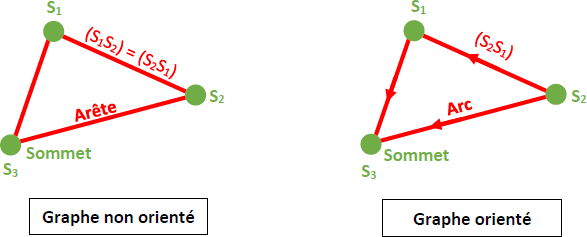 S₁
(S₁S₂) = (S₂S₁)
S₂
Arête
Sommet
S₃
Graphe non orienté
S₁
(S₂S₁)
S₂
Arc
Sommet
S₃
Graphe orienté